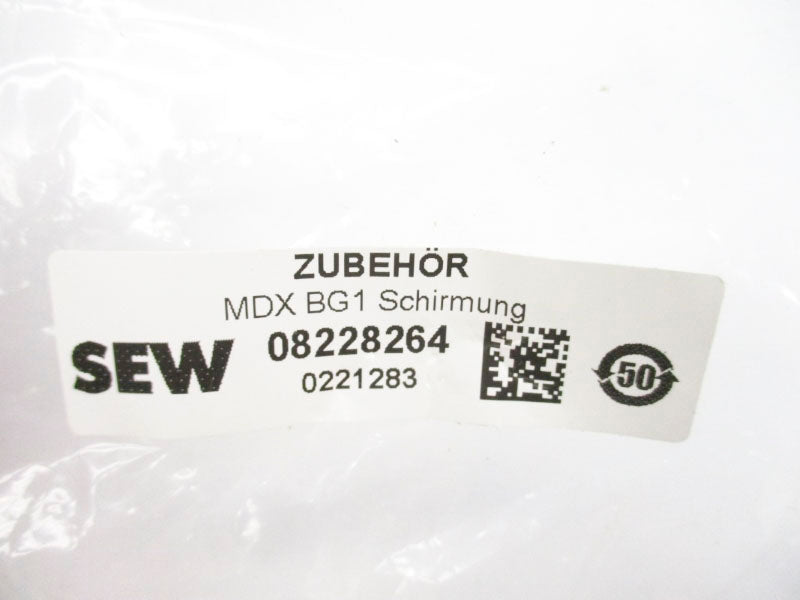 ZUBEHÖR
MDX BG1 Schirmung
SEW 08228264
0221283
50